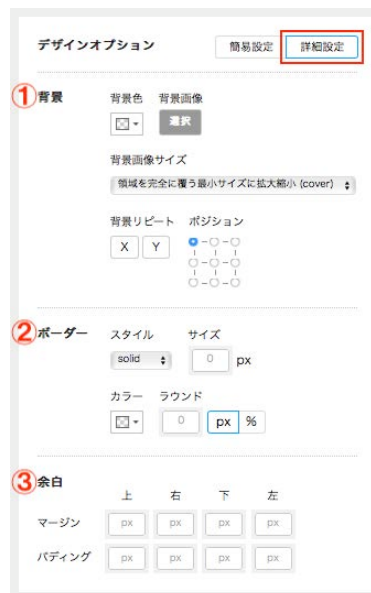 デザインオプション 簡易設定 詳細設定
① 背景 背景色 背景画像
選択
背景画像サイズ
領域を完全に覆う最小サイズに拡大縮小 (cover)
背景リピート ポジション
X Y
② ボーダー スタイル サイズ
solid 0 px
カラー ラウンド
0 px %
③ 余白
上 右 下 左
マージン px px px px
パディング px px px px